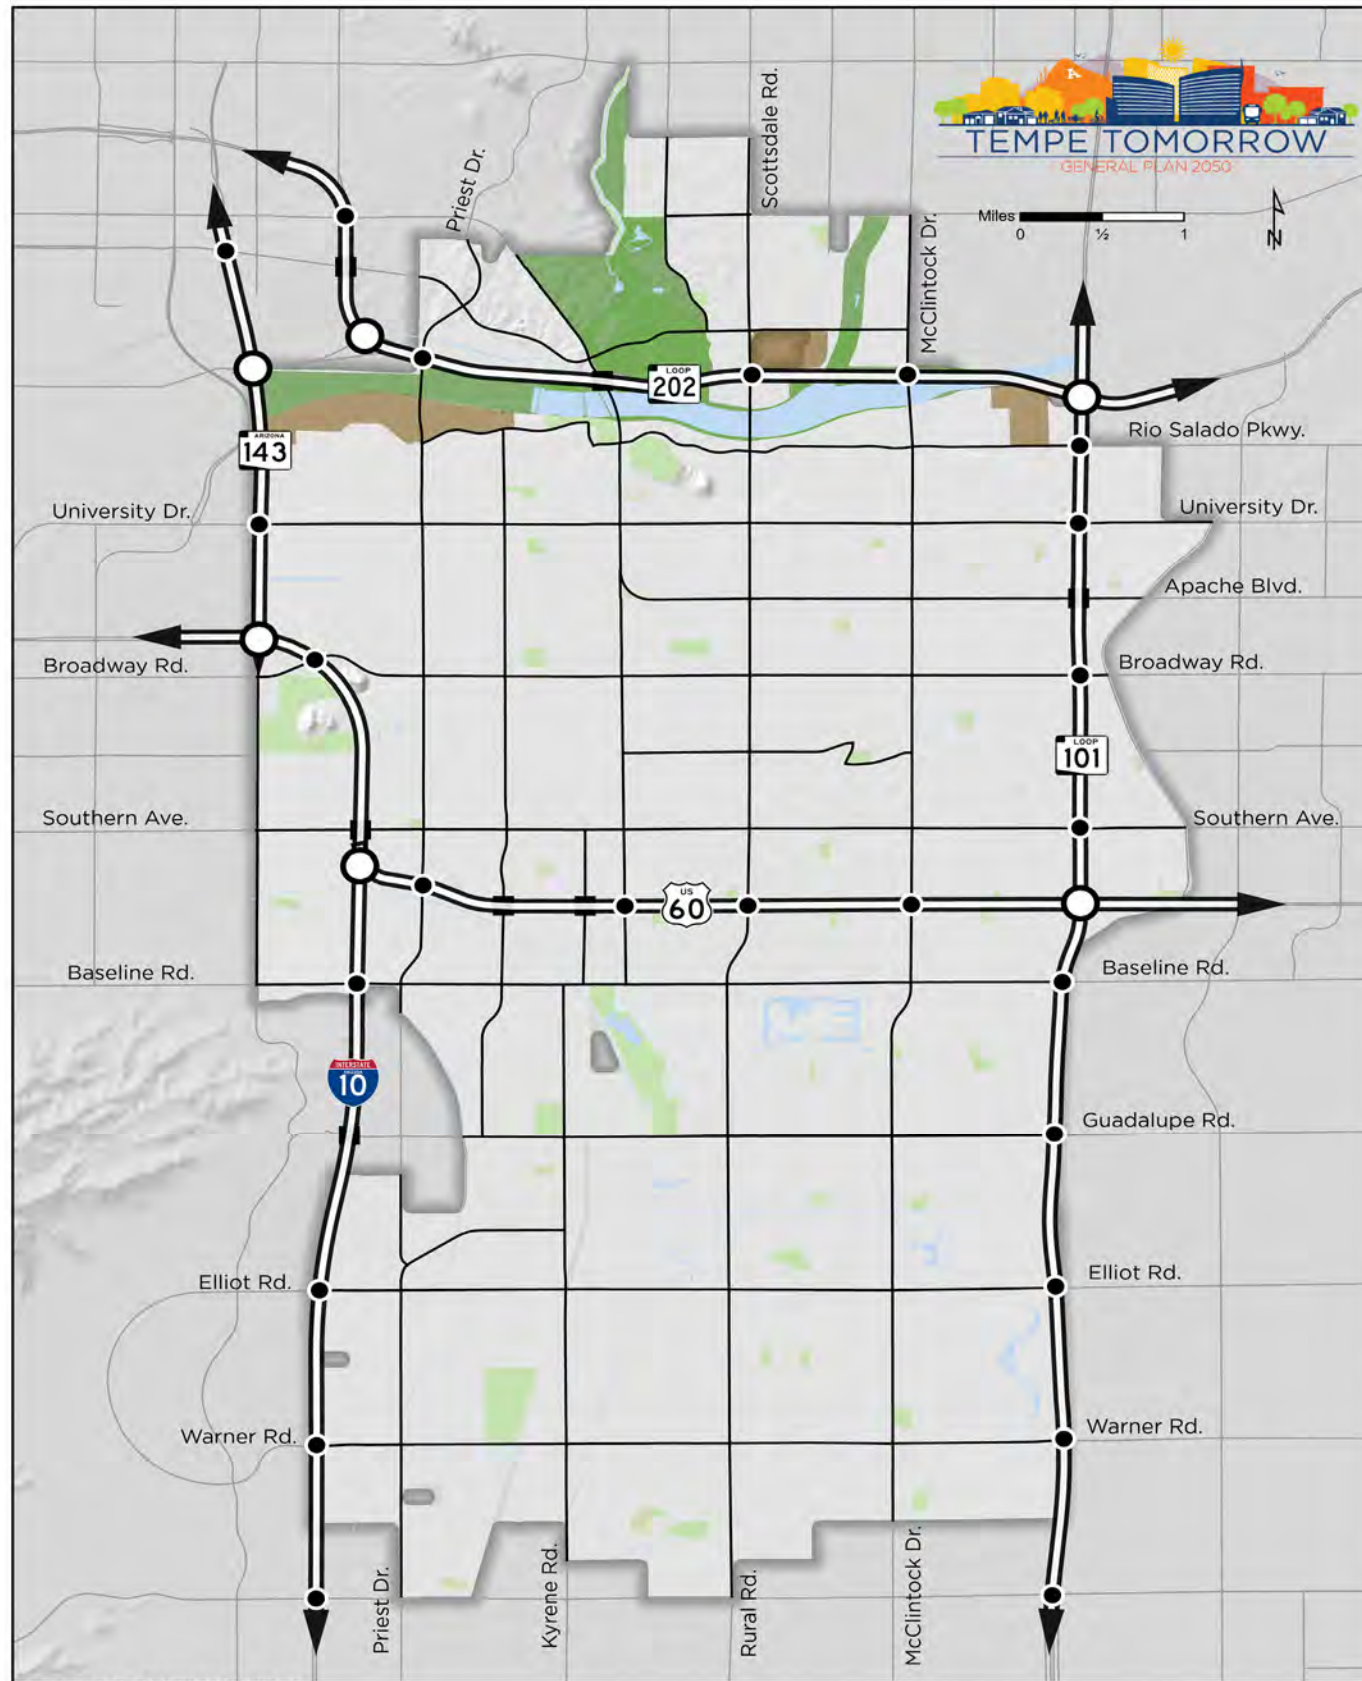 Scottsdale Rd.
Priest Dr.
McClintock Dr.
TEMPE TOMORROW
GENERAL PLAN 2050
Miles
0 ½ 1
N
LOOP
202
ARIZONA
143
Rio Salado Pkwy.
University Dr.
University Dr.
Apache Blvd.
Broadway Rd.
Broadway Rd.
LOOP
101
Southern Ave.
Southern Ave.
US
60
Baseline Rd.
Baseline Rd.
INTERSTATE
ARIZONA
10
Guadalupe Rd.
Elliot Rd.
Elliot Rd.
Warner Rd.
Warner Rd.
Priest Dr.
Kyrene Rd.
Rural Rd.
McClintock Dr.